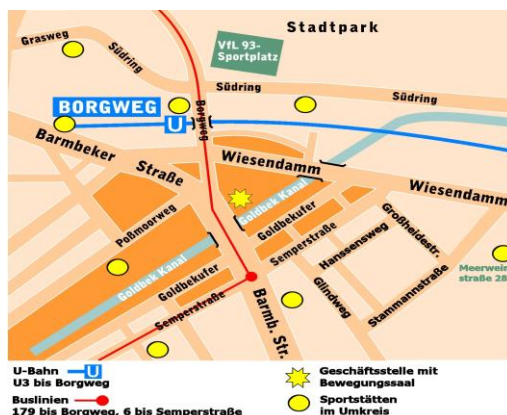 Stadtpark
Grasweg
Südring
VfL 93-
Sportplatz
Südring
Südring
BORGWEG
U
Borgweg
Barmbeker
Straße
Wiesendamm
Wiesendamm
Poßmoorweg
Goldbek Kanal
Goldbekufer
Großheidestr.
Hanssensweg
Semperstraße
Goldbek Kanal
Goldbekufer
Semperstraße
Glindweg
Stammannstraße
Meerwein-
straße 28
Barmb. Str.
U-Bahn
U
U3 bis Borgweg
Buslinien
179 bis Borgweg, 6 bis Semperstraße
Geschäftsstelle mit
Bewegungssaal
Sportstätten
im Umkreis